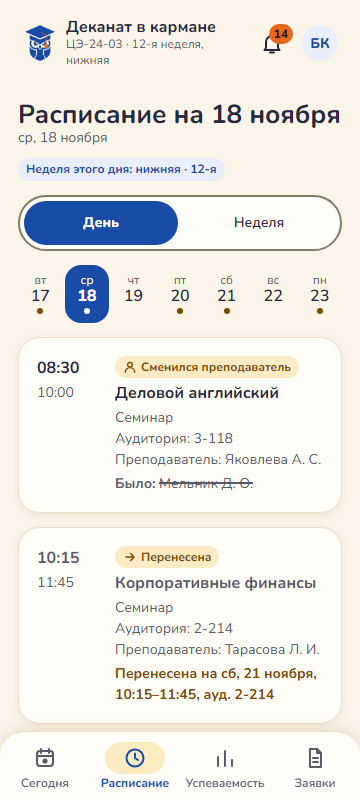 Деканат в кармане
ЦЭ-24-03 · 12-я неделя,
нижняя
14
БК
Расписание на 18 ноября
ср, 18 ноября
Неделя этого дня: нижняя · 12-я
День
Неделя
вт
ср
чт
пт
сб
вс
пн
17
18
19
20
21
22
23
08:30
10:00
Сменился преподаватель
Деловой английский
Семинар
Аудитория: 3-118
Преподаватель: Яковлева А. С.
Было: Мельник Д. О.
10:15
11:45
Перенесена
Корпоративные финансы
Семинар
Аудитория: 2-214
Преподаватель: Тарасова Л. И.
Перенесена на сб, 21 ноября,
10:15–11:45, ауд. 2-214
Сегодня
Расписание
Успеваемость
Заявки